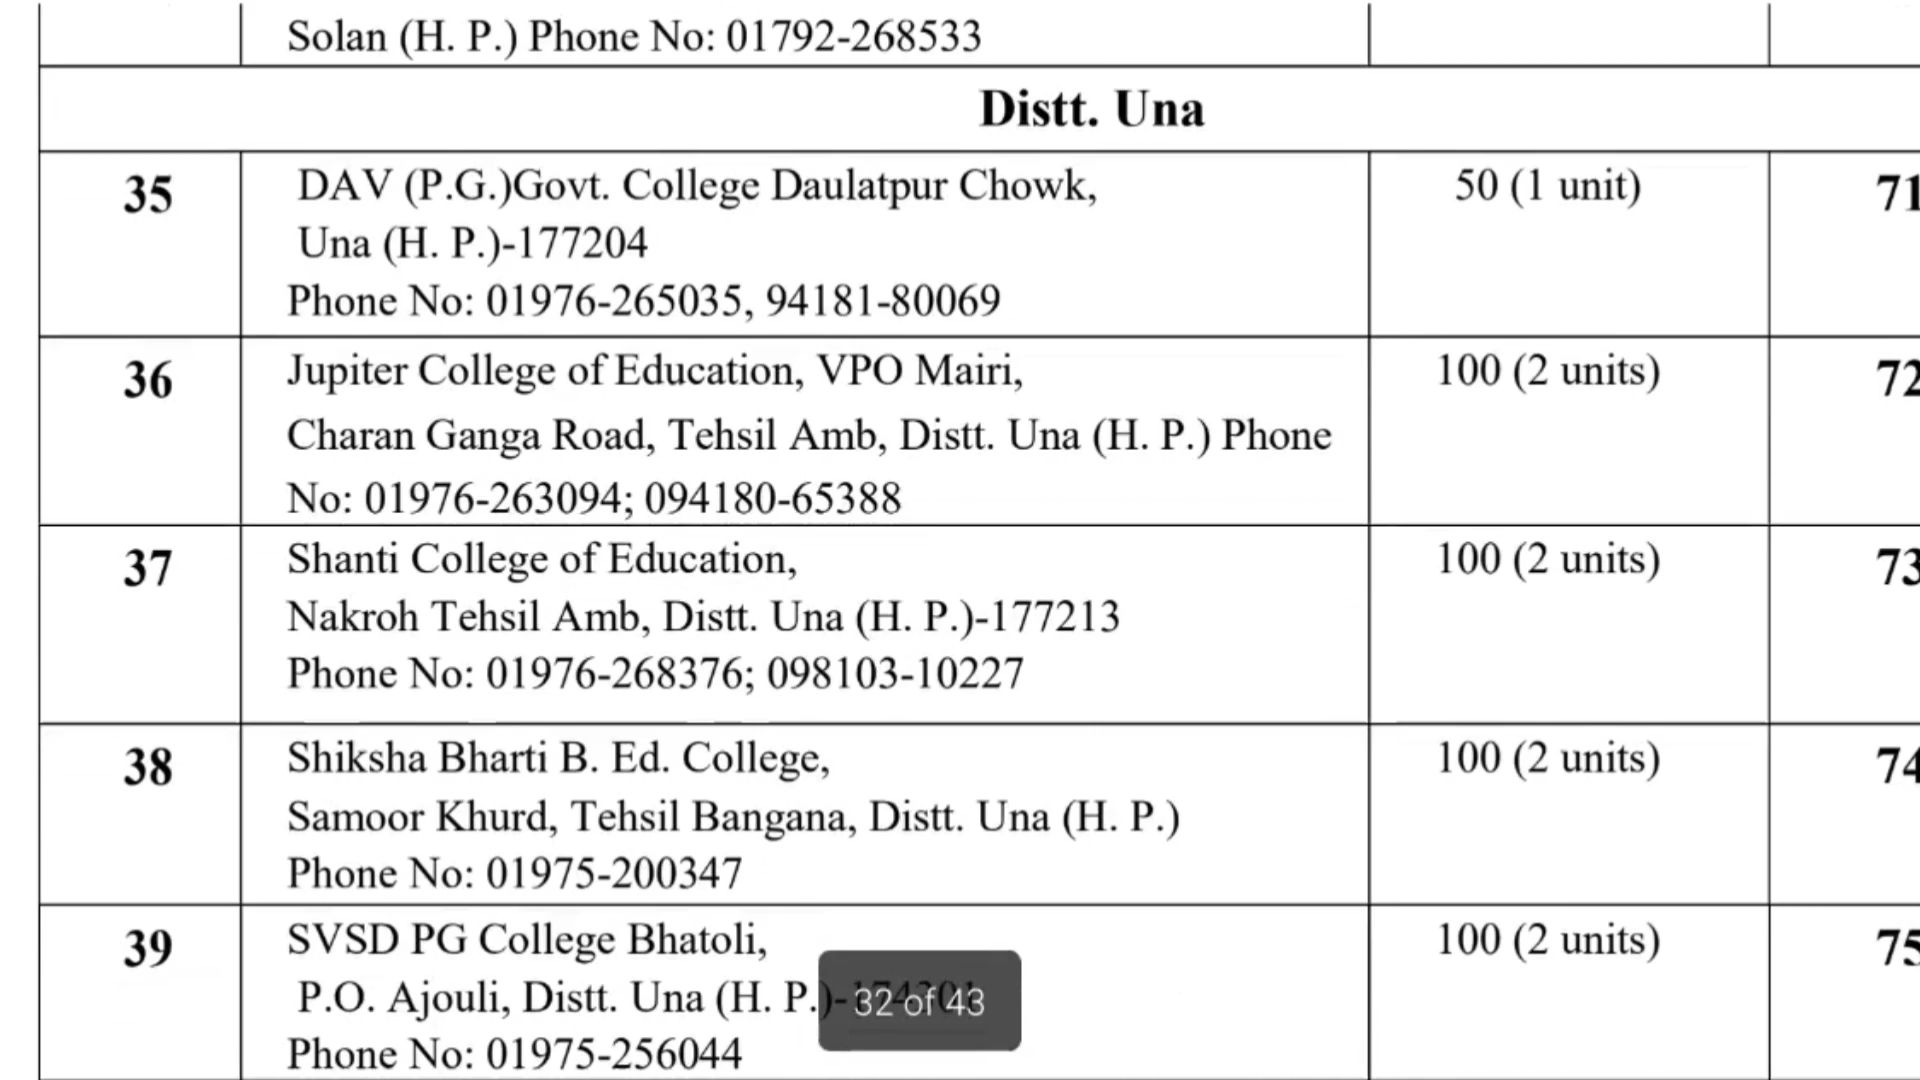 Solan (H. P.) Phone No: 01792-268533
Distt. Una
35 DAV (P.G.)Govt. College Daulatpur Chowk, 50 (1 unit) 71
Una (H. P.)-177204
Phone No: 01976-265035, 94181-80069
36 Jupiter College of Education, VPO Mairi, 100 (2 units) 72
Charan Ganga Road, Tehsil Amb, Distt. Una (H. P.) Phone
No: 01976-263094; 094180-65388
37 Shanti College of Education, 100 (2 units) 73
Nakroh Tehsil Amb, Distt. Una (H. P.)-177213
Phone No: 01976-268376; 098103-10227
38 Shiksha Bharti B. Ed. College, 100 (2 units) 74
Samoor Khurd, Tehsil Bangana, Distt. Una (H. P.)
Phone No: 01975-200347
39 SVSD PG College Bhatoli, 100 (2 units) 75
P.O. Ajouli, Distt. Una (H. P.)-
32 of 43
Phone No: 01975-256044